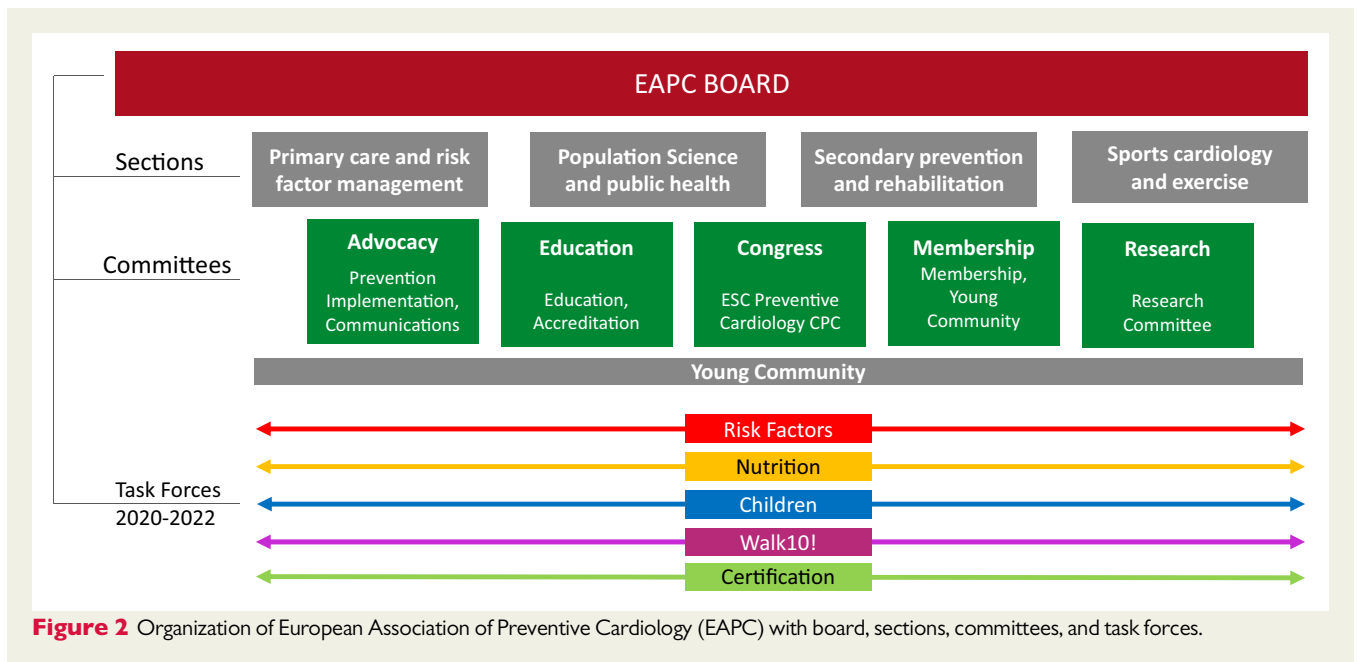 EAPC BOARD
Sections
Primary care and risk
factor management
Population Science
and public health
Secondary prevention
and rehabilitation
Sports cardiology
and exercise
Committees
Advocacy
Prevention
Implementation,
Communications
Education
Education,
Accreditation
Congress
ESC Preventive
Cardiology CPC
Membership
Membership,
Young
Community
Research
Research
Committee
Young Community
Task Forces
2020-2022
Risk Factors
Nutrition
Children
Walk10!
Certification
Figure 2 Organization of European Association of Preventive Cardiology (EAPC) with board, sections, committees, and task forces.